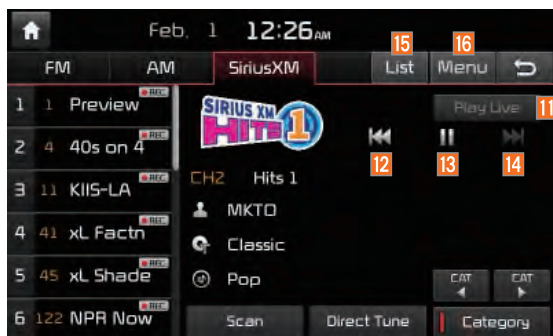 Feb. 1 12:26 AM
15 16
FM AM SiriusXM List Menu
1 1 Preview REC
2 4 40s on 4 REC
3 11 KIIS-LA REC
4 41 xL Factn REC
5 45 xL Shade REC
6 122 NPR Now REC
SIRIUS XM
HITS 1
Play Live 11
12 13 14
CH2 Hits 1
MKTO
Classic
Pop
CAT CAT
Scan Direct Tune Category